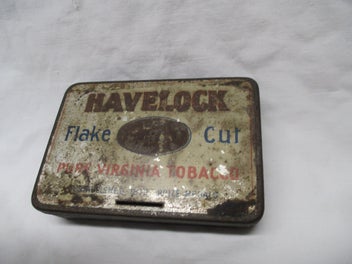 HAVELOCK
Flake Cut
PURE VIRGINIA TOBACCO